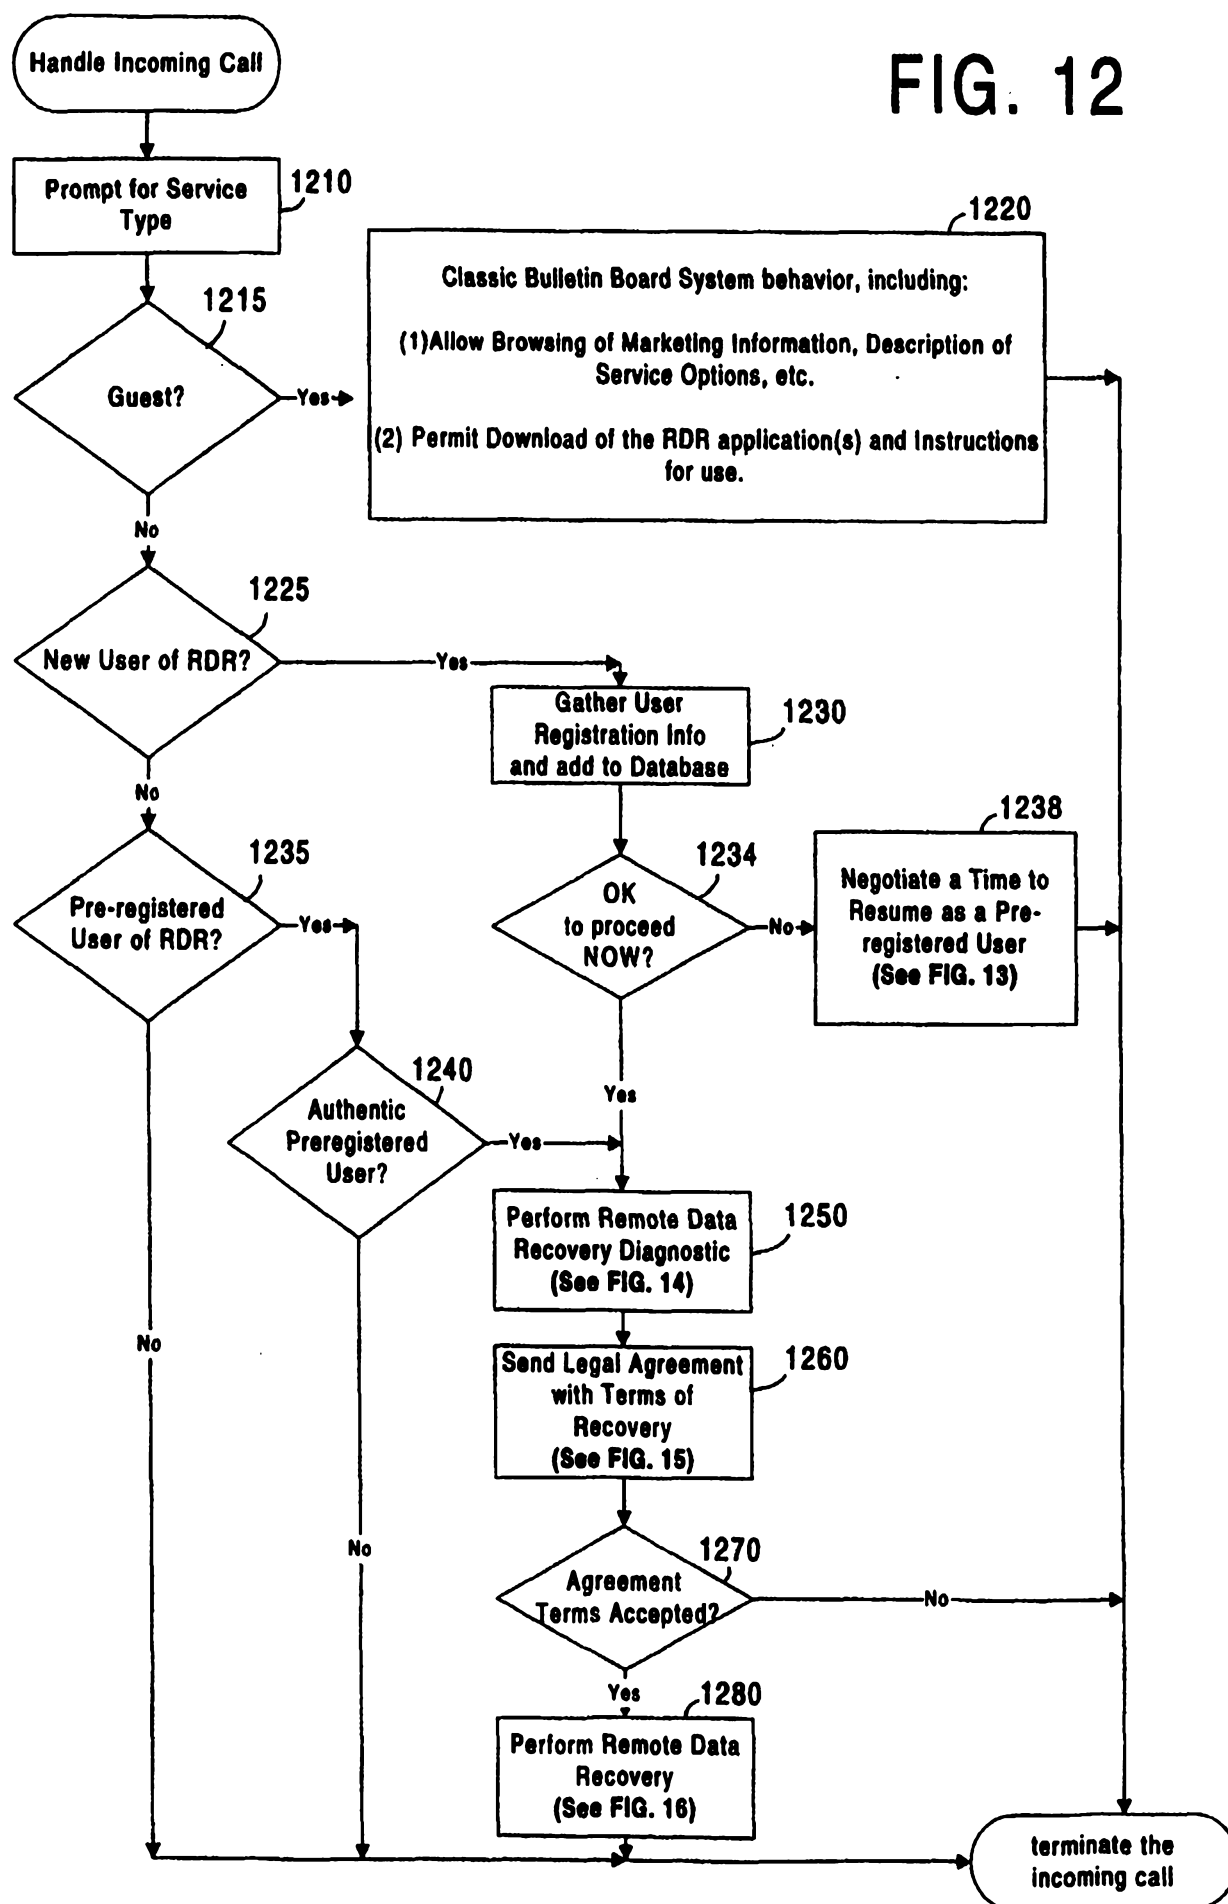 FIG. 12
Handle Incoming Call
1210
Prompt for Service
Type
1215
Guest?
Yes
No
1220
Classic Bulletin Board System behavior, including:
(1)Allow Browsing of Marketing Information, Description of
Service Options, etc.
(2) Permit Download of the RDR application(s) and Instructions
for use.
1225
New User of RDR?
Yes
No
1230
Gather User
Registration Info
and add to Database
1235
Pre-registered
User of RDR?
Yes
No
1234
OK
to proceed
NOW?
No
Yes
1238
Negotiate a Time to
Resume as a Pre-
registered User
(See FIG. 13)
1240
Authentic
Preregistered
User?
Yes
No
1250
Perform Remote Data
Recovery Diagnostic
(See FIG. 14)
1260
Send Legal Agreement
with Terms of
Recovery
(See FIG. 15)
1270
Agreement
Terms Accepted?
No
Yes
1280
Perform Remote Data
Recovery
(See FIG. 16)
terminate the
incoming call